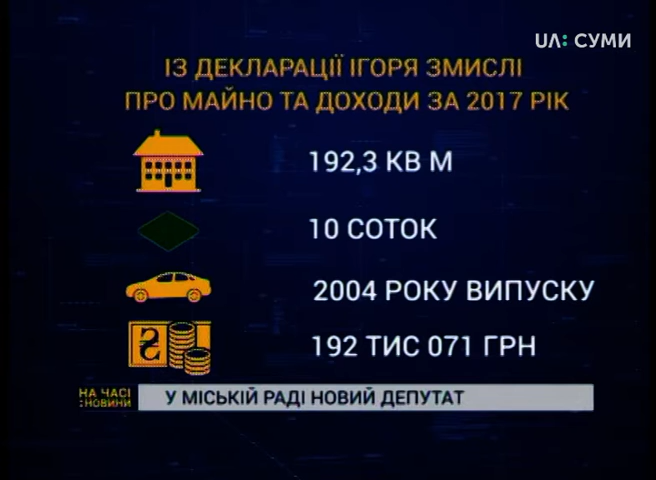 UA: СУМИ
ІЗ ДЕКЛАРАЦІЇ ІГОРЯ ЗМИСЛІ
ПРО МАЙНО ТА ДОХОДИ ЗА 2017 РІК
192,3 КВ М
10 СОТОК
2004 РОКУ ВИПУСКУ
₴
192 ТИС 071 ГРН
НА ЧАСІ
:НОВИНИ
У МІСЬКІЙ РАДІ НОВИЙ ДЕПУТАТ